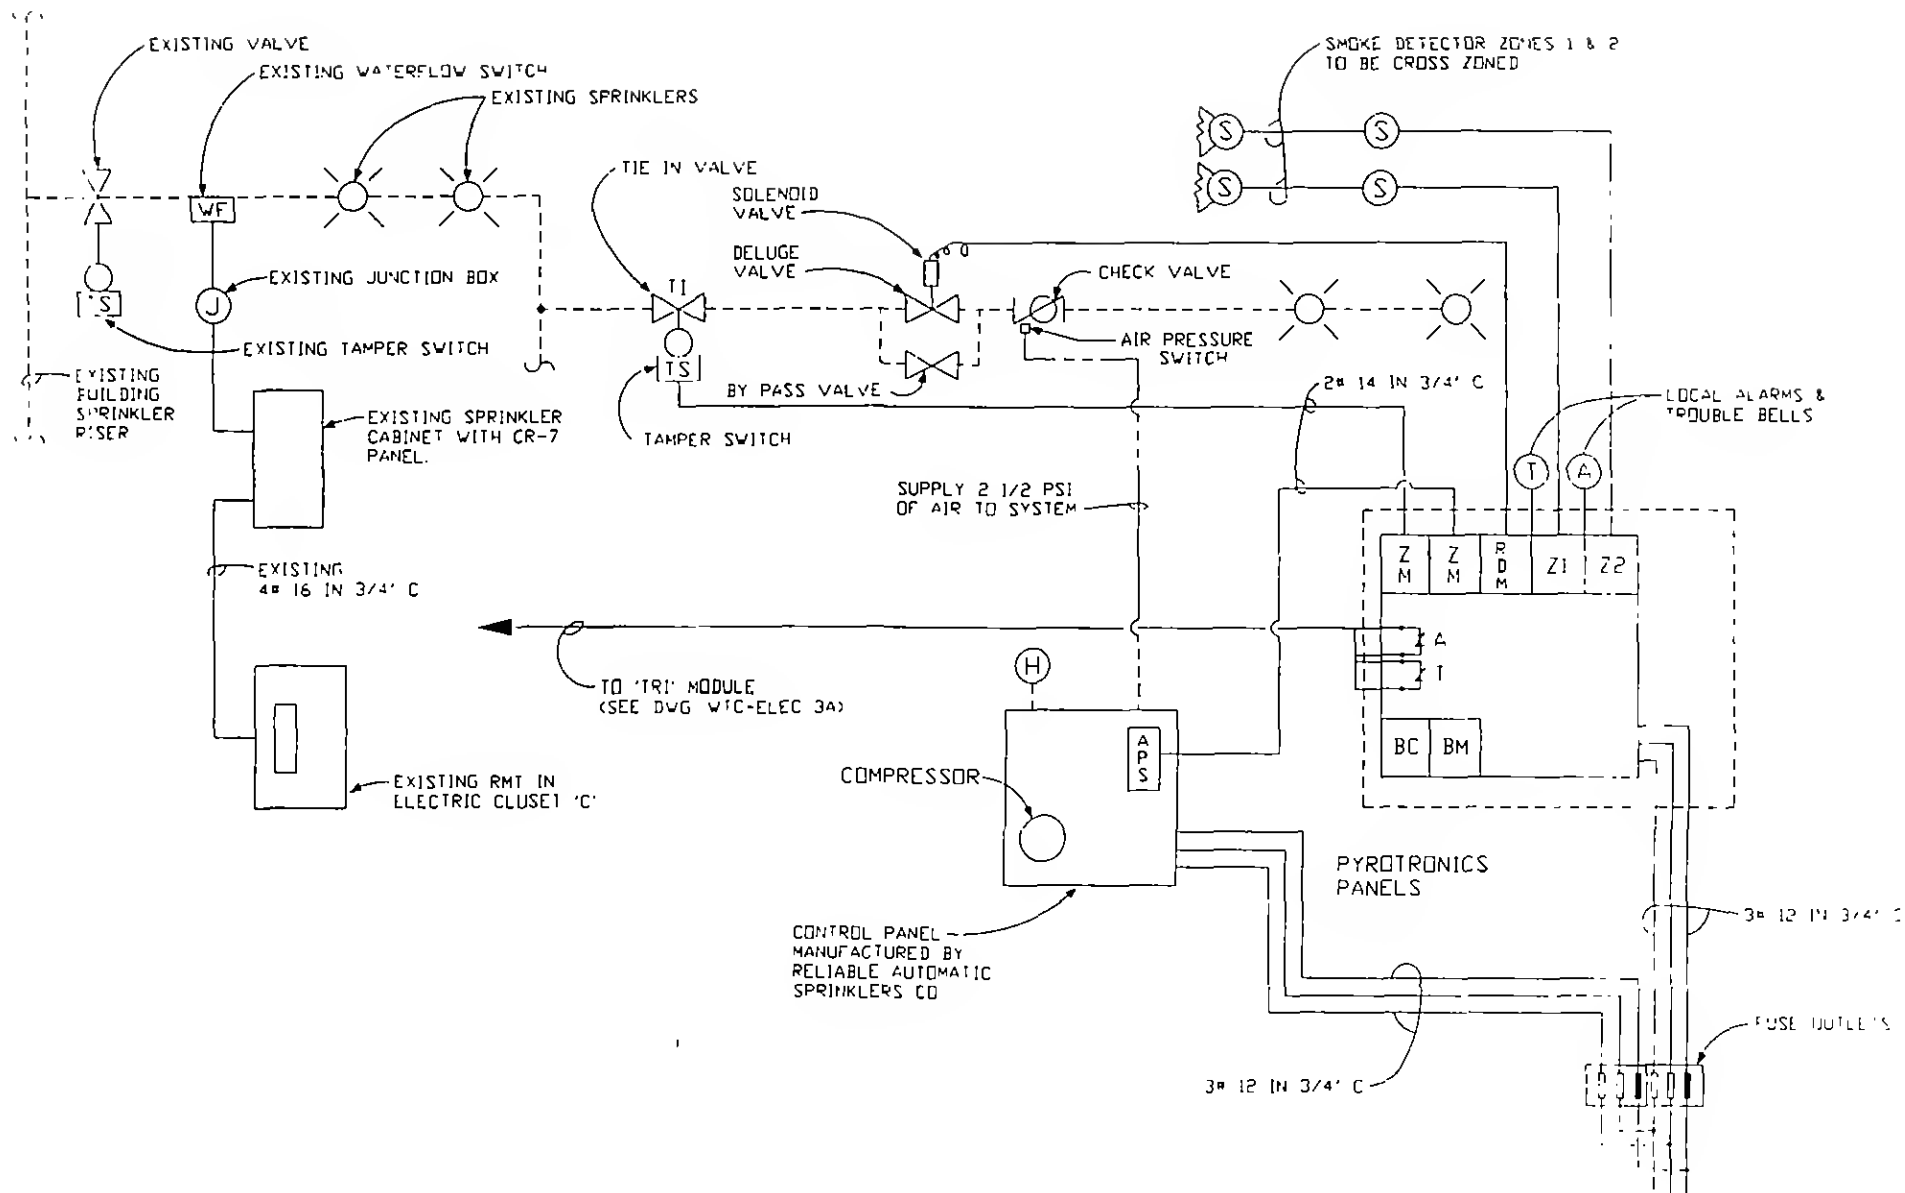 EXISTING VALVE
EXISTING WATERFLOW SWITCH
EXISTING SPRINKLERS
SMOKE DETECTOR ZONES 1 & 2
TO BE CROSS ZONED
S
S
S
S
TIE IN VALVE
SOLENOID
VALVE
DELUGE
VALVE
CHECK VALVE
WF
TI
EXISTING JUNCTION BOX
J
TS
EXISTING TAMPER SWITCH
AIR PRESSURE
SWITCH
TS
BY PASS VALVE
2# 14 IN 3/4' C
LOCAL ALARMS &
TROUBLE BELLS
EXISTING
BUILDING
SPRINKLER
RISER
EXISTING SPRINKLER
CABINET WITH CR-7
PANEL.
TAMPER SWITCH
T
A
SUPPLY 2 1/2 PSI
OF AIR TO SYSTEM
ZM
ZM
RDM
Z1
Z2
EXISTING
4# 16 IN 3/4' C
A
T
H
TO 'TRI' MODULE
(SEE DWG WTC-ELEC 3A)
APS
BC
BM
COMPRESSOR
EXISTING RMT IN
ELECTRIC CLUSET 'C'
PYROTRONICS
PANELS
CONTROL PANEL
MANUFACTURED BY
RELIABLE AUTOMATIC
SPRINKLERS CO
3# 12 IN 3/4' C
FUSE OUTLETS
3# 12 IN 3/4' C